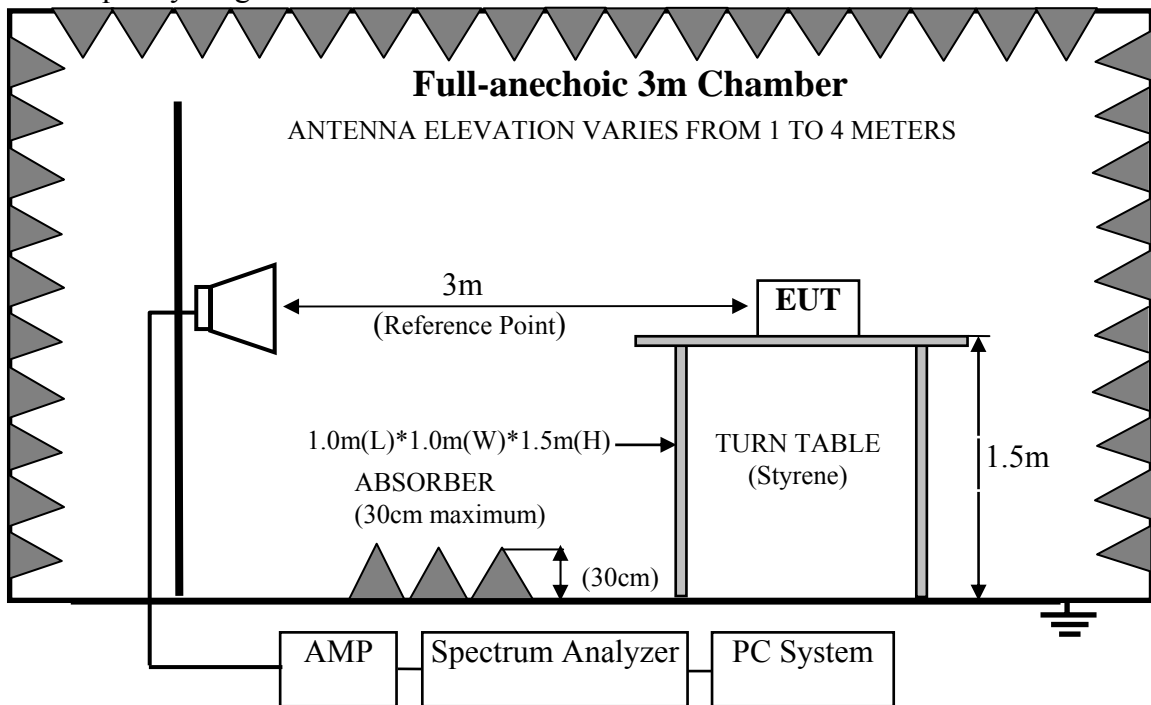 Full-anechoic 3m Chamber
ANTENNA ELEVATION VARIES FROM 1 TO 4 METERS
3m
(Reference Point)
EUT
1.0m(L)*1.0m(W)*1.5m(H)
ABSORBER
(30cm maximum)
(30cm)
TURN TABLE
(Styrene)
1.5m
AMP
Spectrum Analyzer
PC System